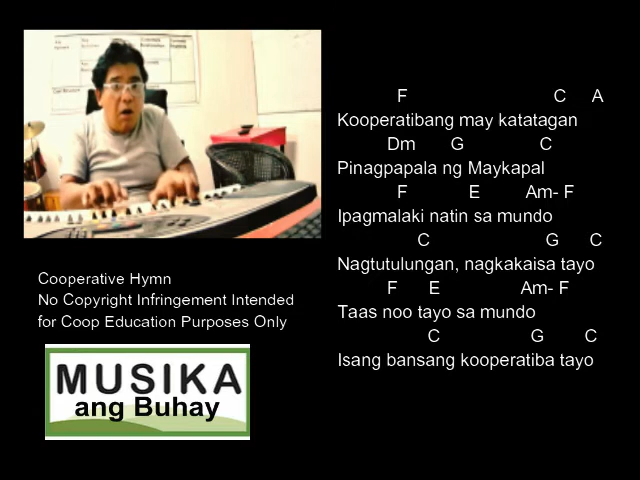 F C A
Kooperatibang may katatagan
Dm G C
Pinagpapala ng Maykapal
F E Am- F
Ipagmalaki natin sa mundo
C G C
Nagtutulungan, nagkakaisa tayo
F E Am- F
Taas noo tayo sa mundo
C G C
Isang bansang kooperatiba tayo
Cooperative Hymn
No Copyright Infringement Intended
for Coop Education Purposes Only
MUSIKA
ang Buhay